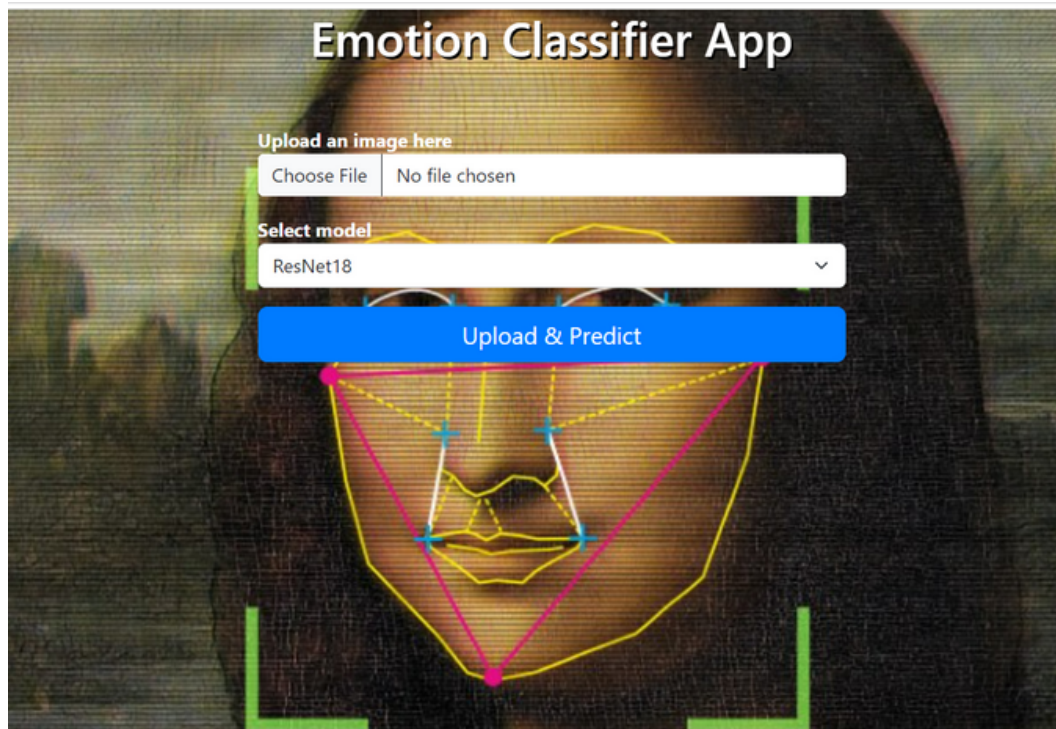 Emotion Classifier App
Upload an image here
Choose File No file chosen
Select model
ResNet18
Upload & Predict